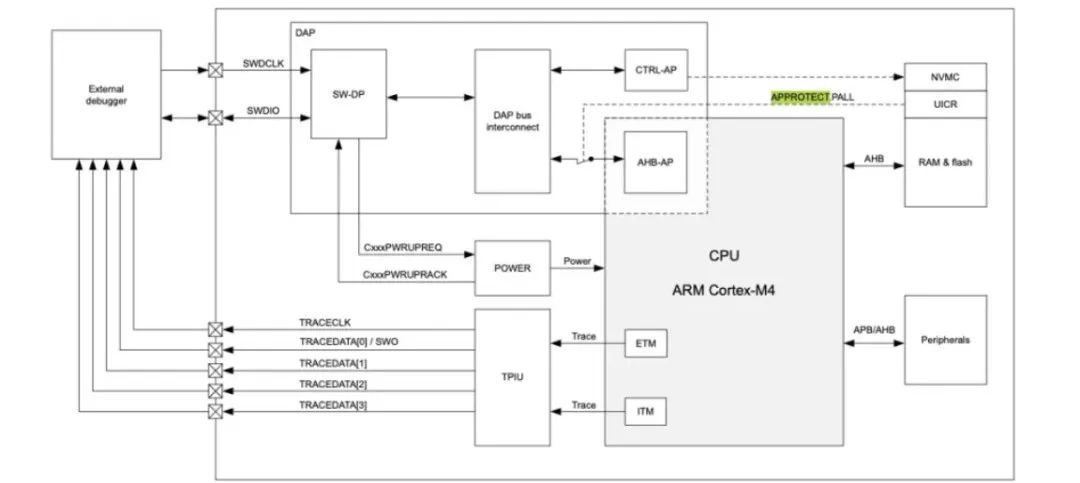 DAP
External
debugger
SWDCLK
SWDIO
SW-DP
DAP bus
interconnect
CTRL-AP
AHB-AP
APPROTECT.PALL
NVMC
UICR
RAM & flash
AHB
CxxxPWRUPREQ
CxxxPWRUPRACK
POWER
Power
CPU
ARM Cortex-M4
TRACECLK
TRACEDATA[0] / SWO
TRACEDATA[1]
TRACEDATA[2]
TRACEDATA[3]
TPIU
Trace
ETM
Trace
ITM
APB/AHB
Peripherals